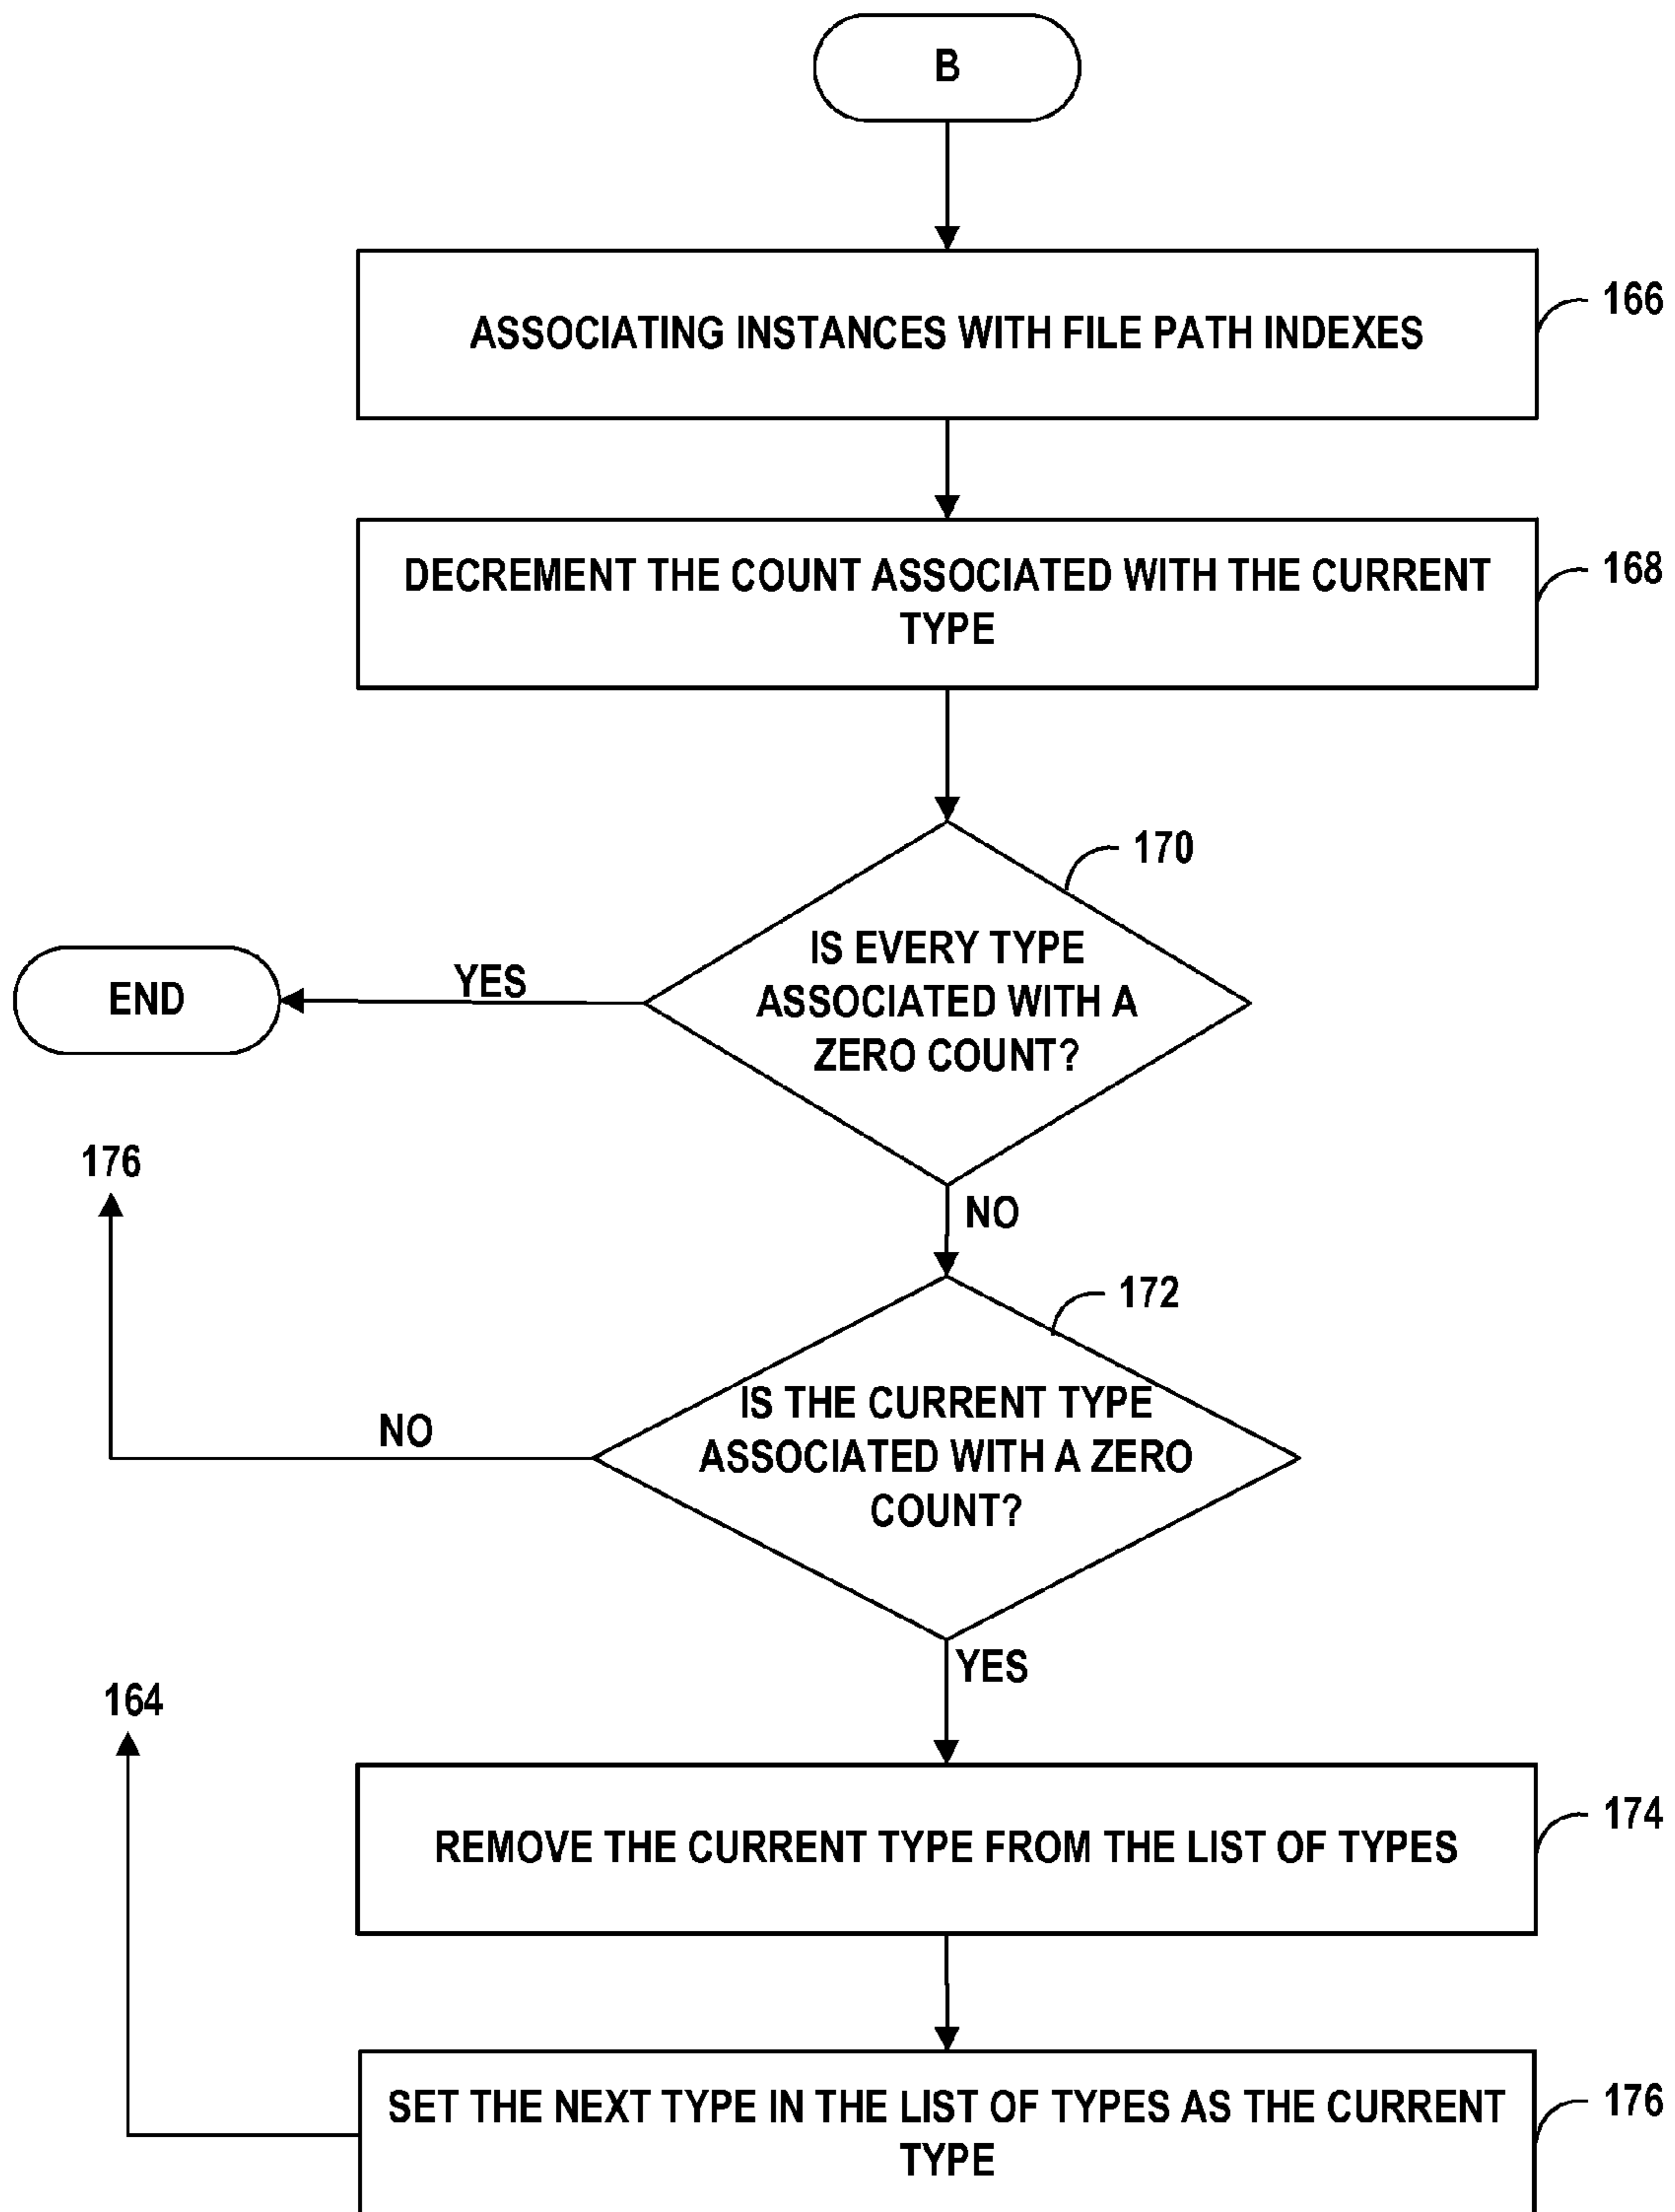 B
ASSOCIATING INSTANCES WITH FILE PATH INDEXES
166
DECREMENT THE COUNT ASSOCIATED WITH THE CURRENT
TYPE
168
170
IS EVERY TYPE
ASSOCIATED WITH A
ZERO COUNT?
YES
END
176
NO
172
IS THE CURRENT TYPE
ASSOCIATED WITH A ZERO
COUNT?
NO
YES
164
REMOVE THE CURRENT TYPE FROM THE LIST OF TYPES
174
SET THE NEXT TYPE IN THE LIST OF TYPES AS THE CURRENT
TYPE
176